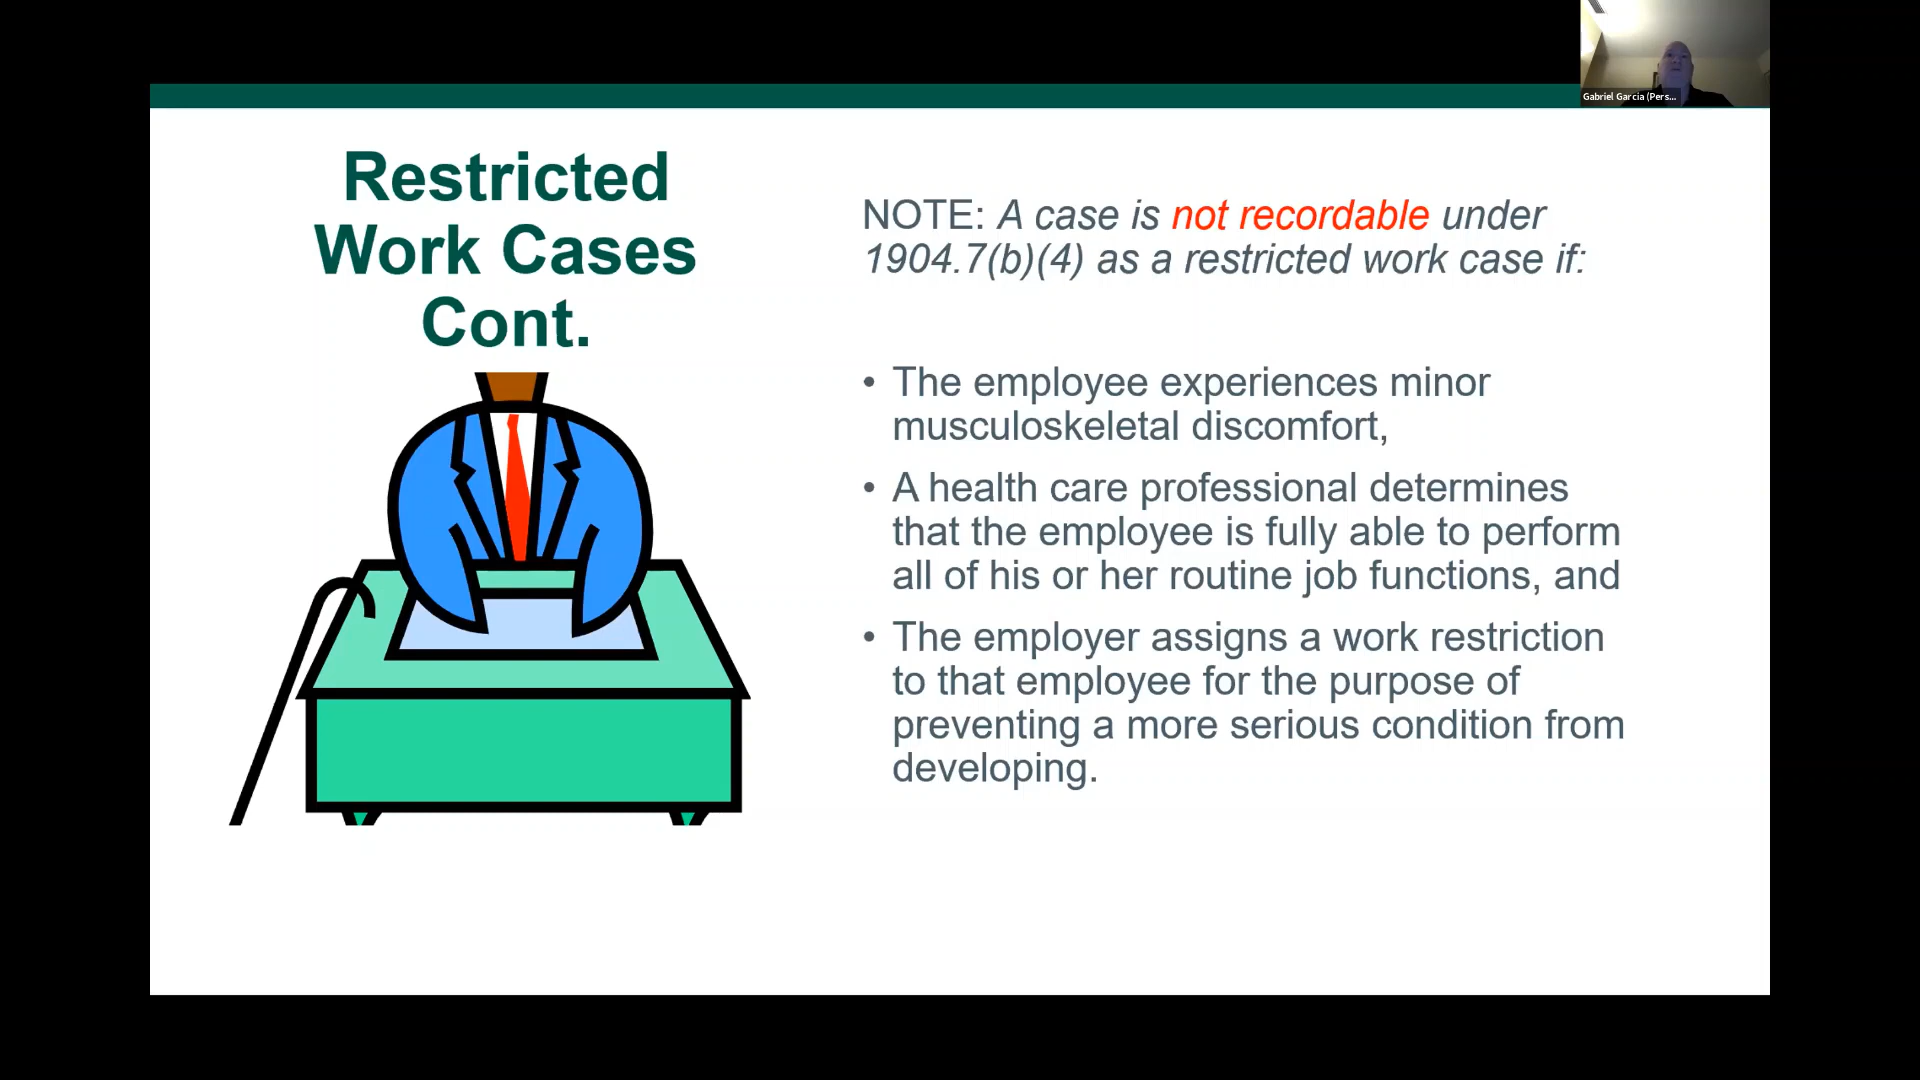 Gabriel Garcia (Pers...
Restricted
Work Cases
Cont.
NOTE: A case is not recordable under
1904.7(b)(4) as a restricted work case if:
• The employee experiences minor
musculoskeletal discomfort,
• A health care professional determines
that the employee is fully able to perform
all of his or her routine job functions, and
• The employer assigns a work restriction
to that employee for the purpose of
preventing a more serious condition from
developing.